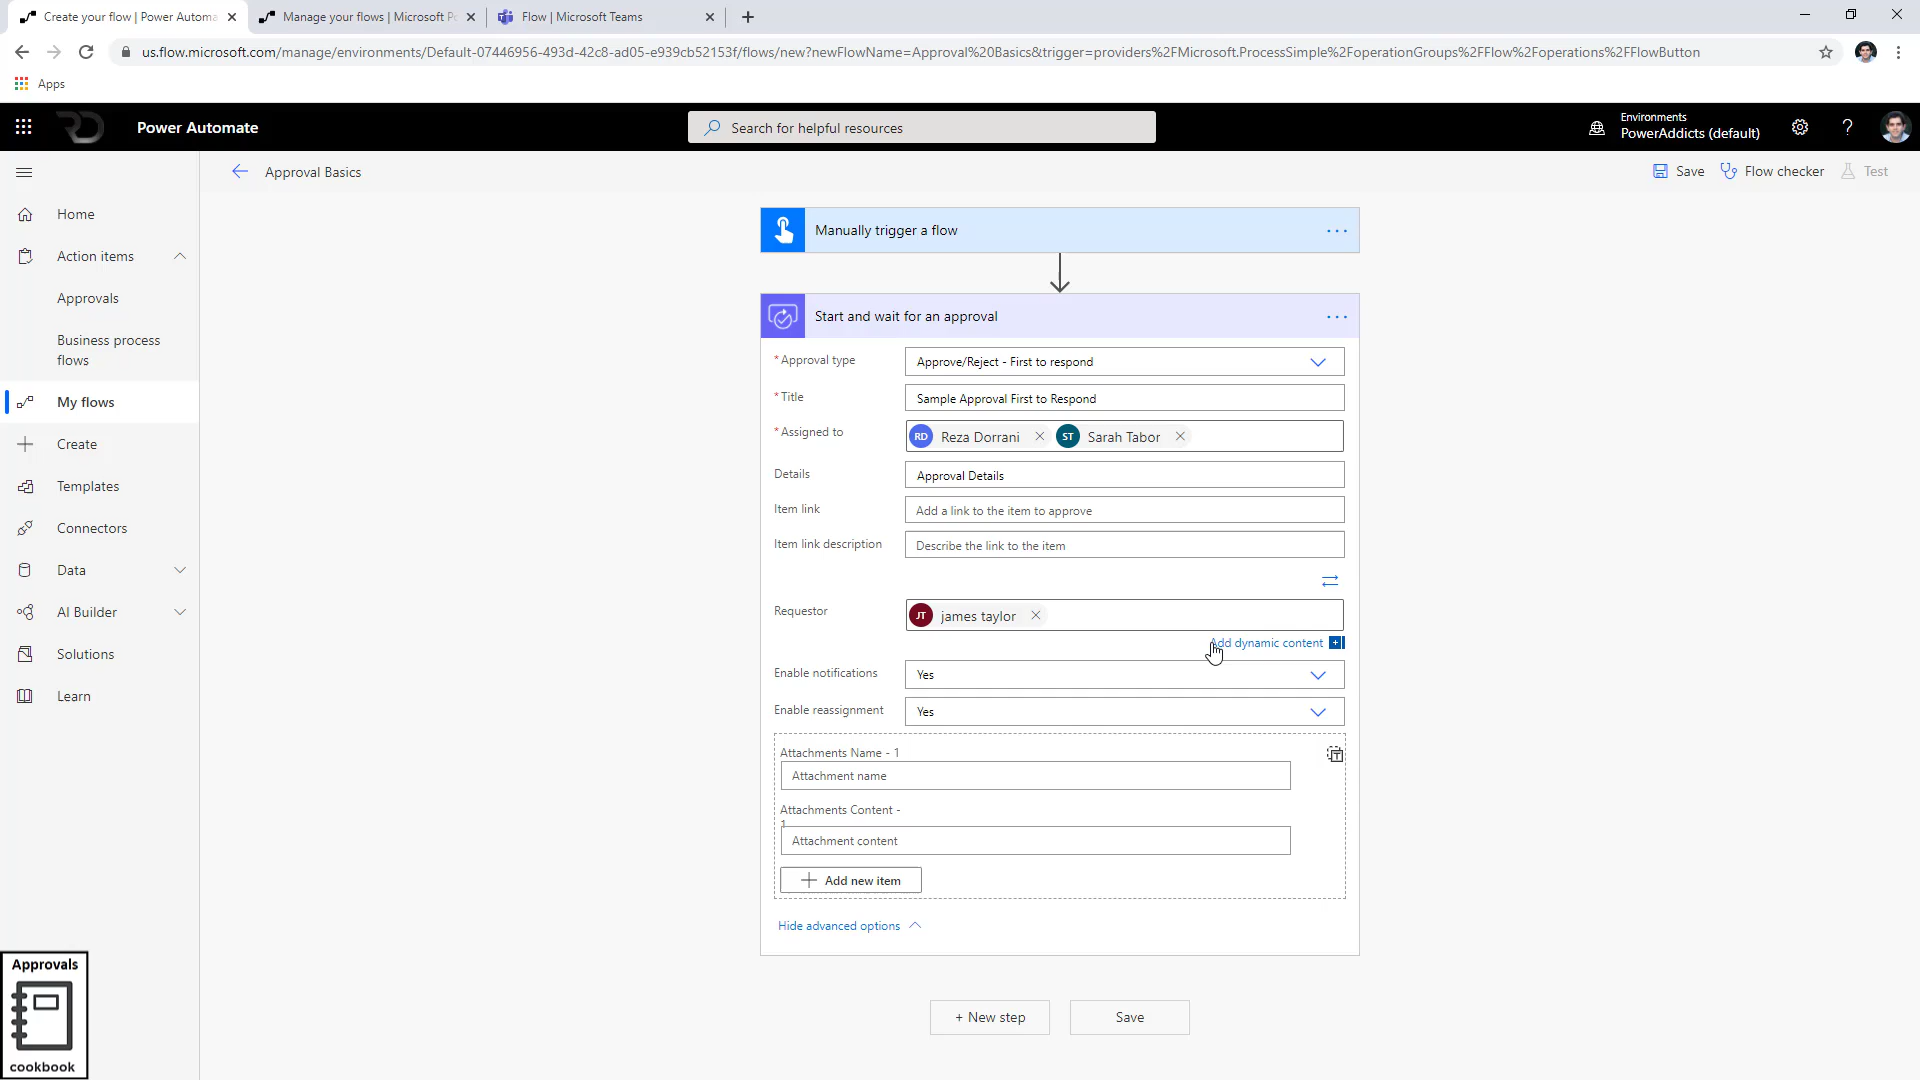 Create your flow | Power Automa
Manage your flows | Microsoft P
Flow | Microsoft Teams
us.flow.microsoft.com/manage/environments/Default-07446956-493d-42c8-ad05-e939cb52153f/flows/new?newFlowName=Approval%20Basics&trigger=providers%2FMicrosoft.ProcessSimple%2FoperationGroups%2FFlow%2Foperations%2FFlowButton
Apps
Power Automate
Search for helpful resources
Environments
PowerAddicts (default)
?
Approval Basics
Save
Flow checker
Test
Home
Action items
Approvals
Business process
flows
My flows
Create
Templates
Connectors
Data
AI Builder
Solutions
Learn
Manually trigger a flow
Start and wait for an approval
* Approval type
Approve/Reject - First to respond
* Title
Sample Approval First to Respond
* Assigned to
RD Reza Dorrani
ST Sarah Tabor
Details
Approval Details
Item link
Add a link to the item to approve
Item link description
Describe the link to the item
Requestor
JT james taylor
Add dynamic content
Enable notifications
Yes
Enable reassignment
Yes
Attachments Name - 1
Attachment name
Attachments Content -
1
Attachment content
Add new item
Hide advanced options
+ New step
Save
Approvals
cookbook